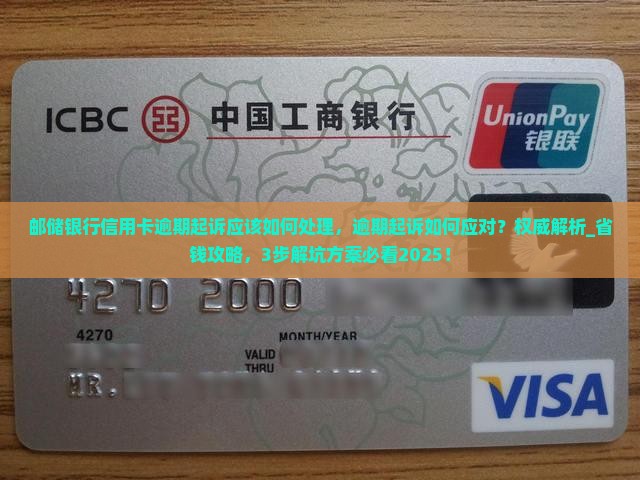 ICBC 中国工商银行
UnionPay
银联
邮储银行信用卡逾期起诉应该如何处理，逾期起诉如何应对？权威解析_省
钱攻略，3步解坑方案必看2025！
4270 2000
4270
MONTH/YEAR
VALID
THRU
MR.
VISA